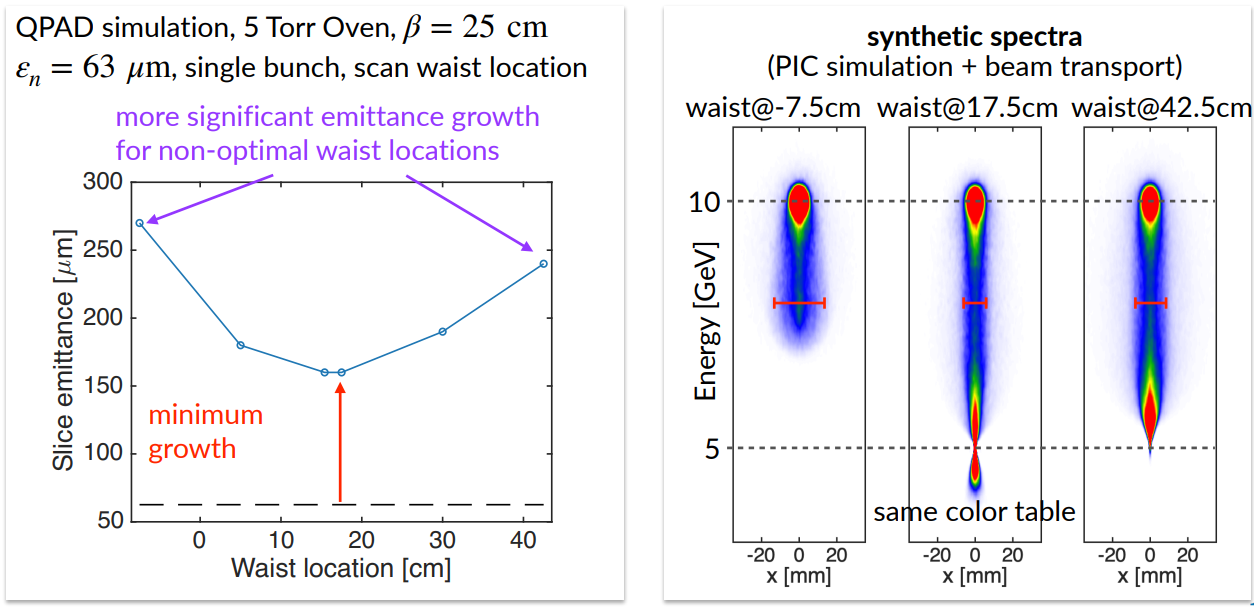 QPAD simulation, 5 Torr Oven, β = 25 cm
εn = 63 μm, single bunch, scan waist location
more significant emittance growth
for non-optimal waist locations
300
250
200
150
100
50
Slice emittance [μm]
minimum
growth
0 10 20 30 40
Waist location [cm]
synthetic spectra
(PIC simulation + beam transport)
waist@-7.5cm waist@17.5cm waist@42.5cm
10
5
Energy [GeV]
same color table
-20 0 20 -20 0 20 -20 0 20
x [mm] x [mm] x [mm]